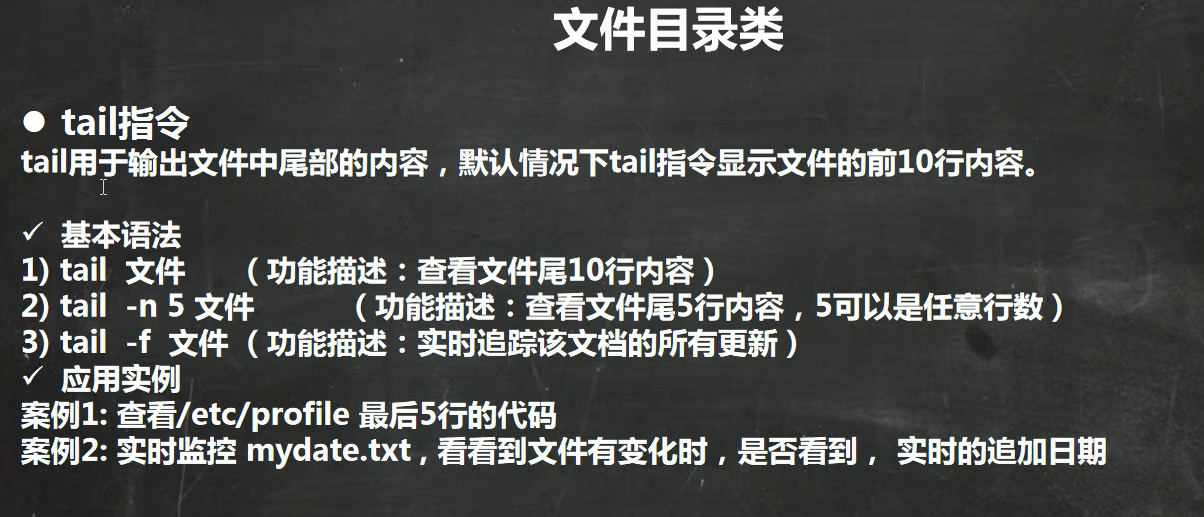 文件目录类
● tail指令
tail用于输出文件中尾部的内容，默认情况下tail指令显示文件的前10行内容。
✓ 基本语法
1) tail 文件 （功能描述：查看文件尾10行内容）
2) tail -n 5 文件 （功能描述：查看文件尾5行内容，5可以是任意行数）
3) tail -f 文件（功能描述：实时追踪该文档的所有更新）
✓ 应用实例
案例1: 查看/etc/profile 最后5行的代码
案例2: 实时监控 mydate.txt , 看看到文件有变化时，是否看到， 实时的追加日期